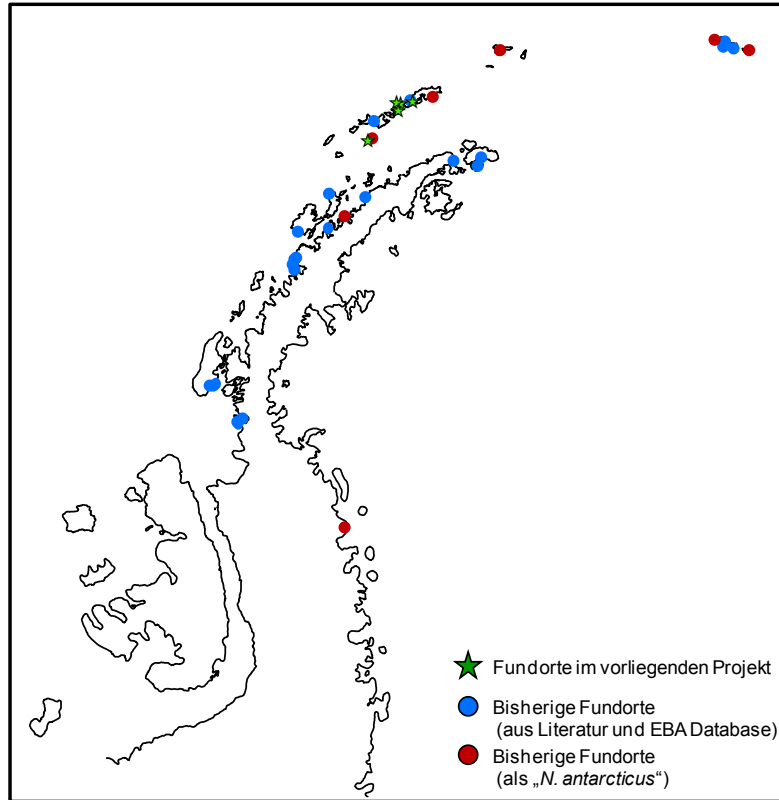 Fundorte im vorliegenden Projekt
Bisherige Fundorte
(aus Literatur und EBA Database)
Bisherige Fundorte
(als „N. antarcticus“)